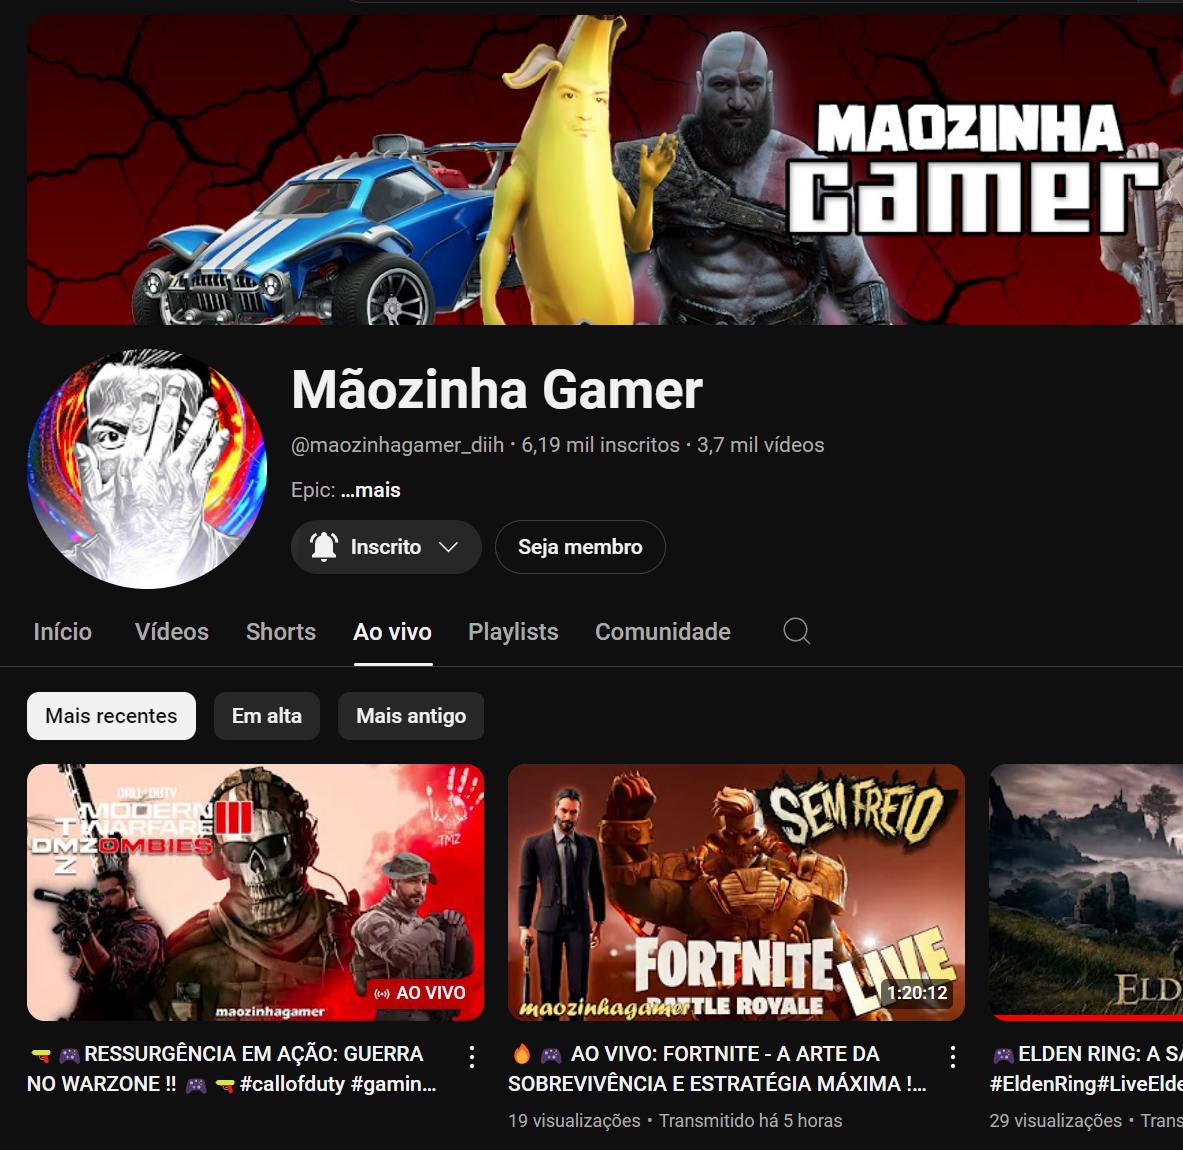 MAOZINHA
GAMER
Mãozinha Gamer
@maozinhagamer_diih • 6,19 mil inscritos • 3,7 mil vídeos
Epic: ...mais
Inscrito
Seja membro
Início
Vídeos
Shorts
Ao vivo
Playlists
Comunidade
Mais recentes
Em alta
Mais antigo
CALL OF DUTY
MODERN
WARFARE III
DMZOMBIES
TMZ
maozinhagamer
AO VIVO
SEM FREIO
FORTNITE
BATTLE ROYALE
LIVE
maozinhagamer
1:20:12
🔫 🎮 RESSURGÊNCIA EM AÇÃO: GUERRA
NO WARZONE !! 🎮 🔫 #callofduty #gamin...
🔥 🎮 AO VIVO: FORTNITE - A ARTE DA
SOBREVIVÊNCIA E ESTRATÉGIA MÁXIMA !...
19 visualizações • Transmitido há 5 horas
ELD
🎮 ELDEN RING: A SA
#EldenRing#LiveElde
29 visualizações • Trans